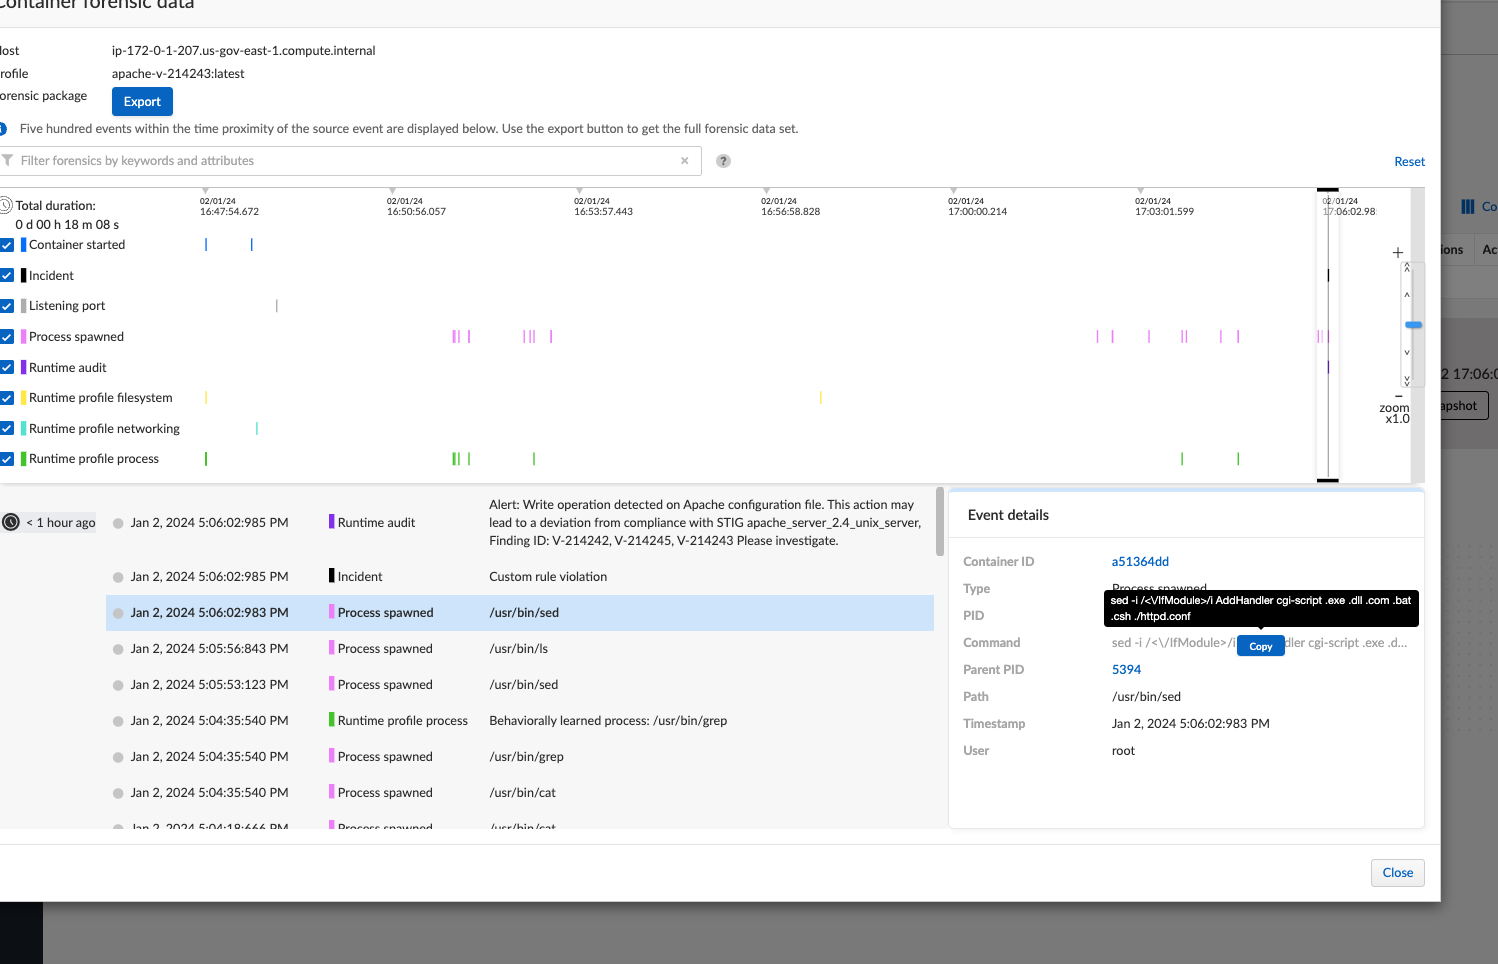 Container forensic data
ost
ip-172-0-1-207.us-gov-east-1.compute.internal
rofile
apache-v-214243:latest
orensic package
Export
Five hundred events within the time proximity of the source event are displayed below. Use the export button to get the full forensic data set.
Filter forensics by keywords and attributes
×
?
Reset
Total duration:
0 d 00 h 18 m 08 s
02/01/24
16:47:54.672
02/01/24
16:50:56.057
02/01/24
16:53:57.443
02/01/24
16:56:58.828
02/01/24
17:00:00.214
02/01/24
17:03:01.599
02/01/24
17:06:02.98
Container started
Incident
Listening port
Process spawned
Runtime audit
Runtime profile filesystem
Runtime profile networking
Runtime profile process
+
−
zoom
x1.0
Co
ions
Ac
2 17:06:0
apshot
< 1 hour ago
Jan 2, 2024 5:06:02:985 PM Runtime audit
Alert: Write operation detected on Apache configuration file. This action may
lead to a deviation from compliance with STIG apache_server_2.4_unix_server,
Finding ID: V-214242, V-214245, V-214243 Please investigate.
Jan 2, 2024 5:06:02:985 PM Incident Custom rule violation
Jan 2, 2024 5:06:02:983 PM Process spawned /usr/bin/sed
Jan 2, 2024 5:05:56:843 PM Process spawned /usr/bin/ls
Jan 2, 2024 5:05:53:123 PM Process spawned /usr/bin/sed
Jan 2, 2024 5:04:35:540 PM Runtime profile process Behaviorally learned process: /usr/bin/grep
Jan 2, 2024 5:04:35:540 PM Process spawned /usr/bin/grep
Jan 2, 2024 5:04:35:540 PM Process spawned /usr/bin/cat
Jan 2, 2024 5:04:18:666 PM Process spawned /usr/bin/cat
Event details
Container ID a51364dd
Type Process spawned
sed -i /<\/IfModule>/i AddHandler cgi-script .exe .dll .com .bat
.csh ./httpd.conf
PID
Command sed -i /<\/IfModule>/i dler cgi-script .exe .d...
Copy
Parent PID 5394
Path /usr/bin/sed
Timestamp Jan 2, 2024 5:06:02:983 PM
User root
Close